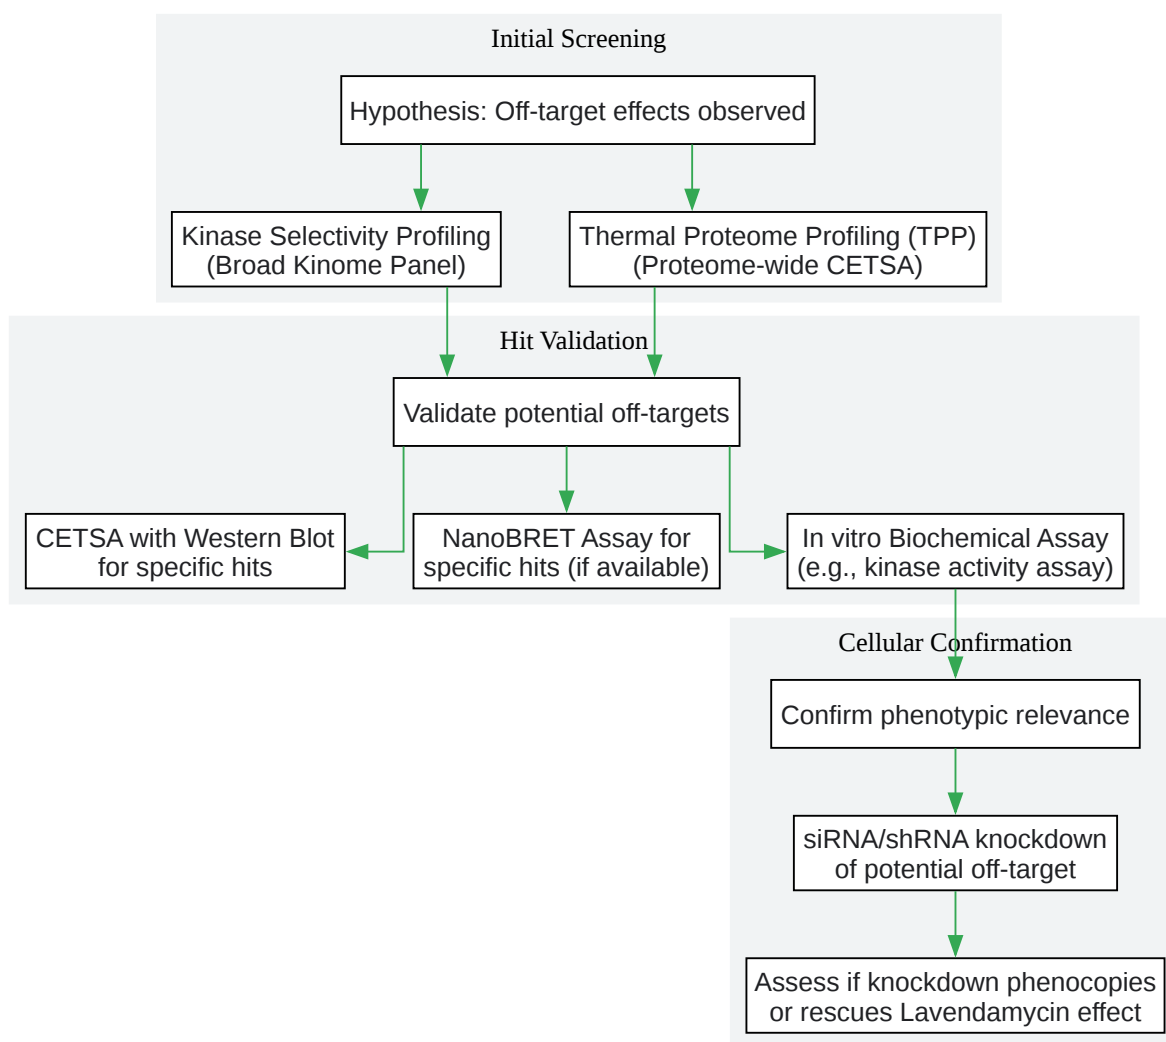 Initial Screening
Hypothesis: Off-target effects observed
Kinase Selectivity Profiling
(Broad Kinome Panel)
Thermal Proteome Profiling (TPP)
(Proteome-wide CETSA)
Hit Validation
Validate potential off-targets
CETSA with Western Blot
for specific hits
NanoBRET Assay for
specific hits (if available)
In vitro Biochemical Assay
(e.g., kinase activity assay)
Cellular Confirmation
Confirm phenotypic relevance
siRNA/shRNA knockdown
of potential off-target
Assess if knockdown phenocopies
or rescues Lavendamycin effect